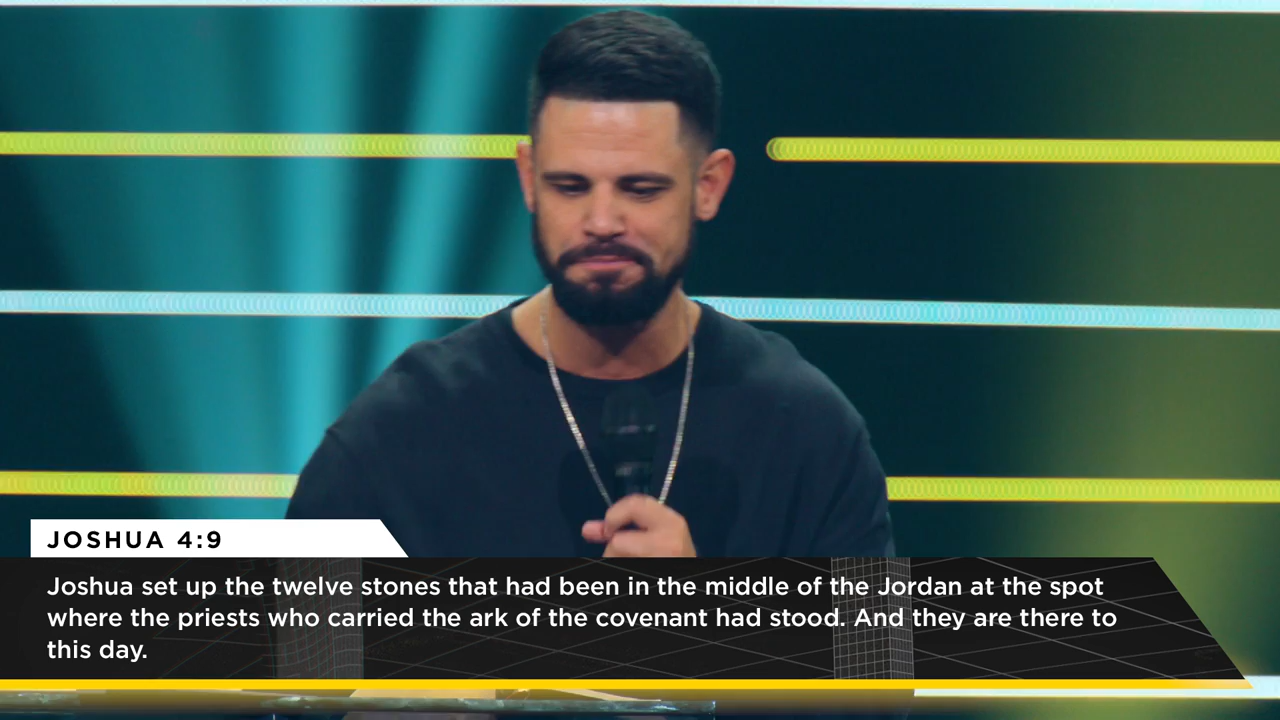 JOSHUA 4:9
Joshua set up the twelve stones that had been in the middle of the Jordan at the spot
where the priests who carried the ark of the covenant had stood. And they are there to
this day.